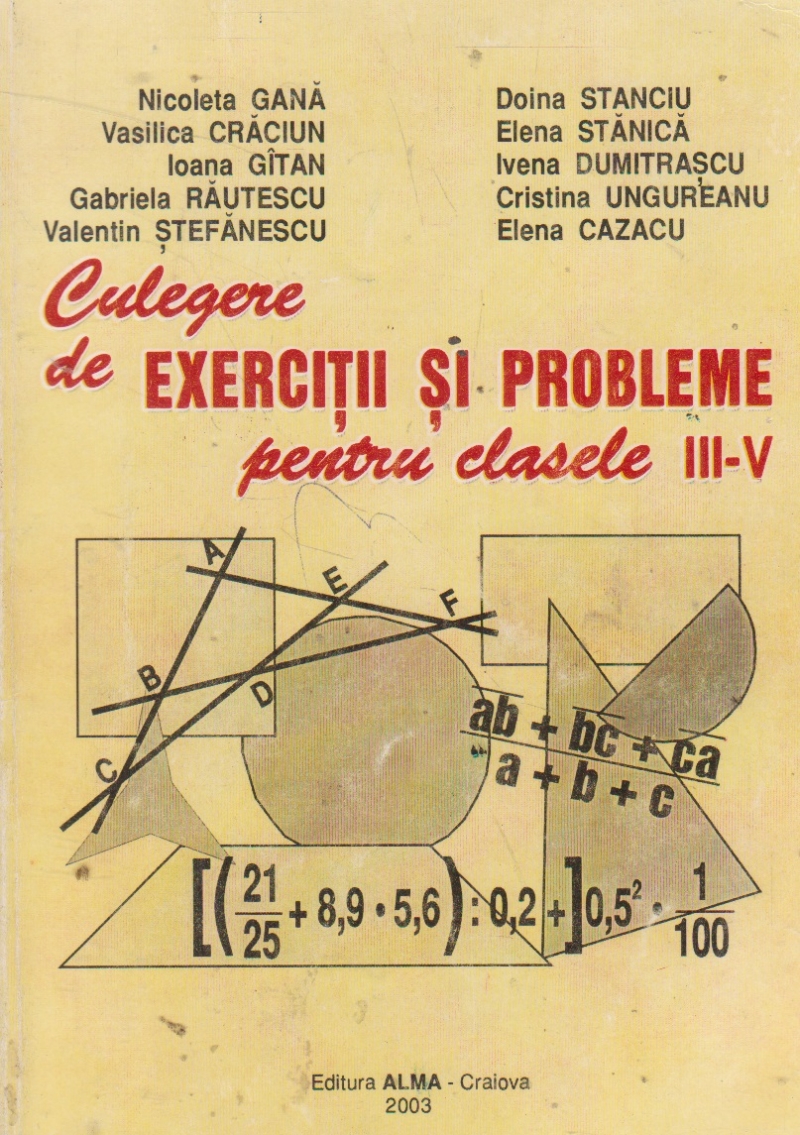 Nicoleta GANĂ
Vasilica CRĂCIUN
Ioana GÎTAN
Gabriela RĂUTESCU
Valentin ȘTEFĂNESCU
Doina STANCIU
Elena STĂNICĂ
Ivena DUMITRAȘCU
Cristina UNGUREANU
Elena CAZACU
Culegere
de EXERCIȚII ȘI PROBLEME
pentru clasele III-V
A
E
F
B
D
C
ab + bc + ca
a + b + c
[(21/25 + 8,9 • 5,6) : 0,2 +] 0,5² • 1/100
Editura ALMA - Craiova
2003